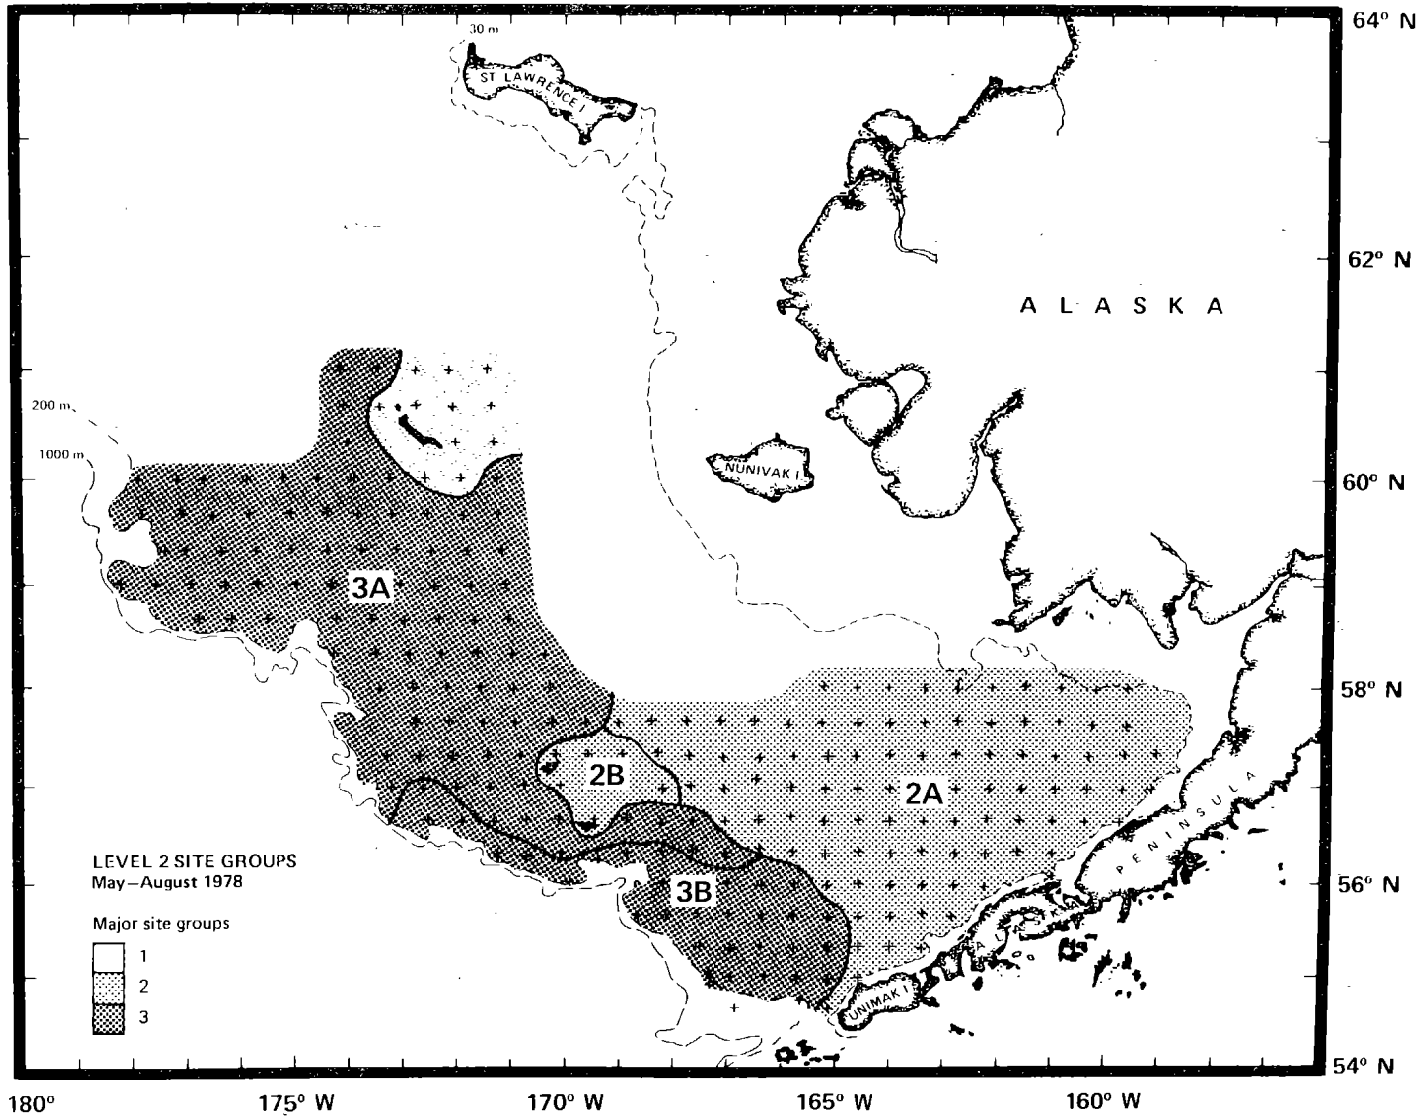 64° N
30 m
ST LAWRENCE I
62° N
ALASKA
200 m
1000 m
NUNIVAK I
60° N
3A
58° N
2B
2A
PENINSULA
LEVEL 2 SITE GROUPS
May–August 1978
56° N
3B
ALASKA
Major site groups
1
2
3
UNIMAK I
54° N
180°
175° W
170° W
165° W
160° W